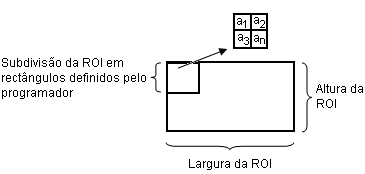 a1 a2
a3 an
Subdivisão da ROI em
rectângulos definidos pelo
programador
Altura da
ROI
Largura da ROI